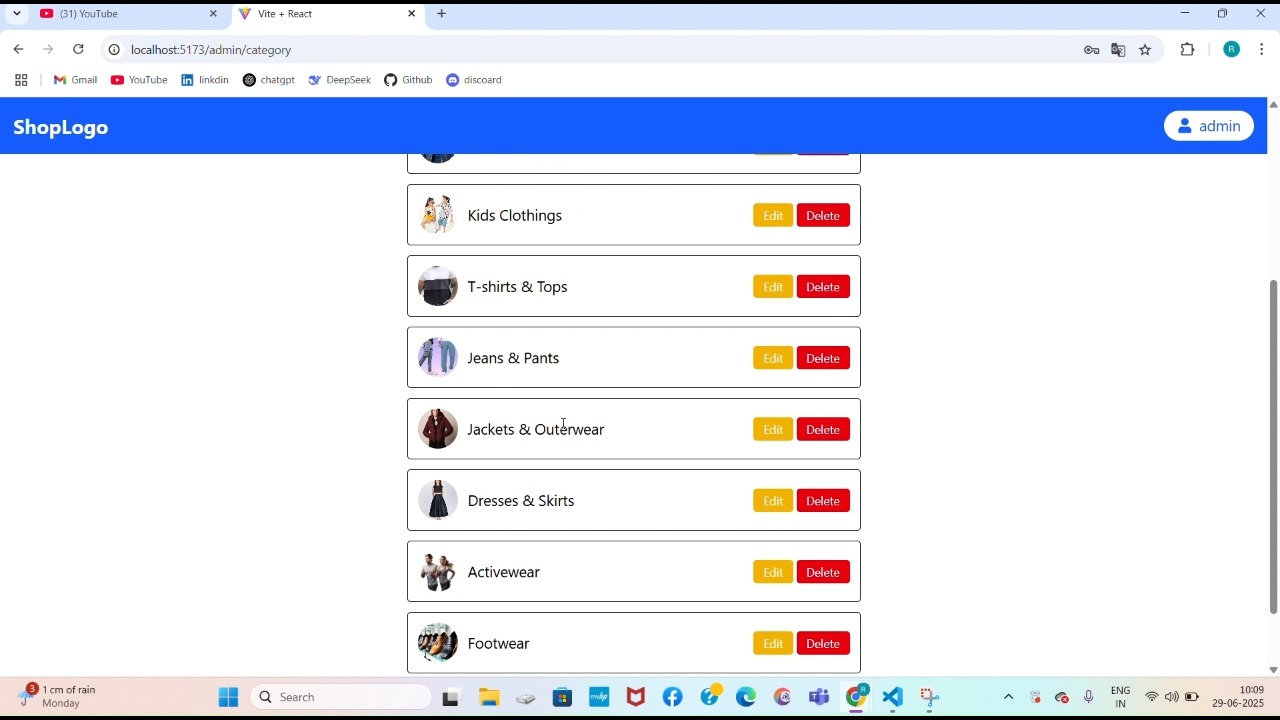 (31) YouTube
Vite + React
localhost:5173/admin/category
R
Gmail
YouTube
linkdin
chatgpt
DeepSeek
Github
discoard
ShopLogo
admin
Kids Clothings
Edit
Delete
T-shirts & Tops
Edit
Delete
Jeans & Pants
Edit
Delete
Jackets & Outerwear
Edit
Delete
Dresses & Skirts
Edit
Delete
Activewear
Edit
Delete
Footwear
Edit
Delete
3
1 cm of rain
Monday
Search
ENG
IN
10:09
29-06-2025